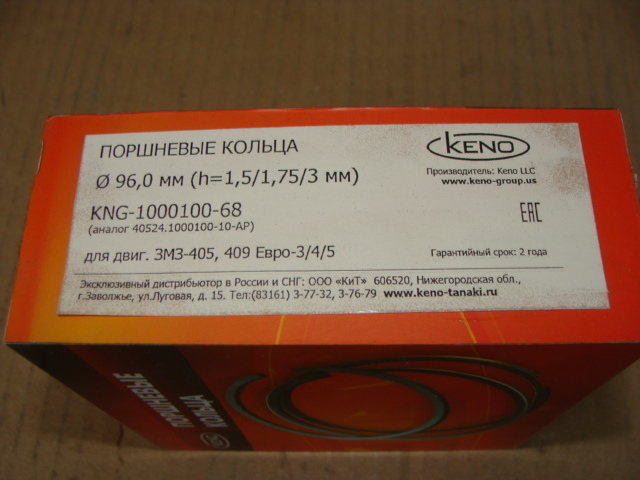 ПОРШНЕВЫЕ КОЛЬЦА
Ø 96,0 мм (h=1,5/1,75/3 мм)
KNG-1000100-68
(аналог 40524.1000100-10-АР)
для двиг. ЗМЗ-405, 409 Евро-3/4/5
KENO
Производитель: Keno LLC
www.keno-group.us
EAC
Гарантийный срок: 2 года
Эксклюзивный дистрибьютор в России и СНГ: ООО «КиТ» 606520, Нижегородская обл.,
г.Заволжье, ул.Луговая, д. 15. Тел:(83161) 3-77-32, 3-76-79 www.keno-tanaki.ru
ПОРШНЕВЫЕ
КОЛЬЦА
KENO